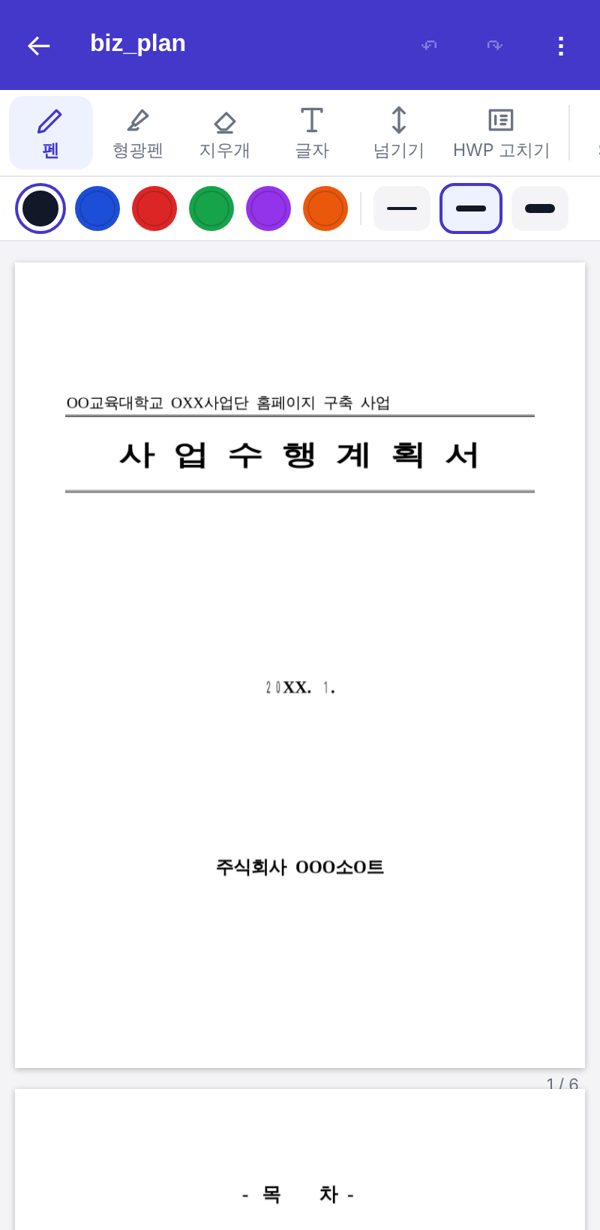 biz_plan
펜 형광펜 지우개 글자 넘기기 HWP 고치기
OO교육대학교 OXX사업단 홈페이지 구축 사업
사 업 수 행 계 획 서
20XX. 1.
주식회사 OOO소O트
1 / 6
- 목 차 -